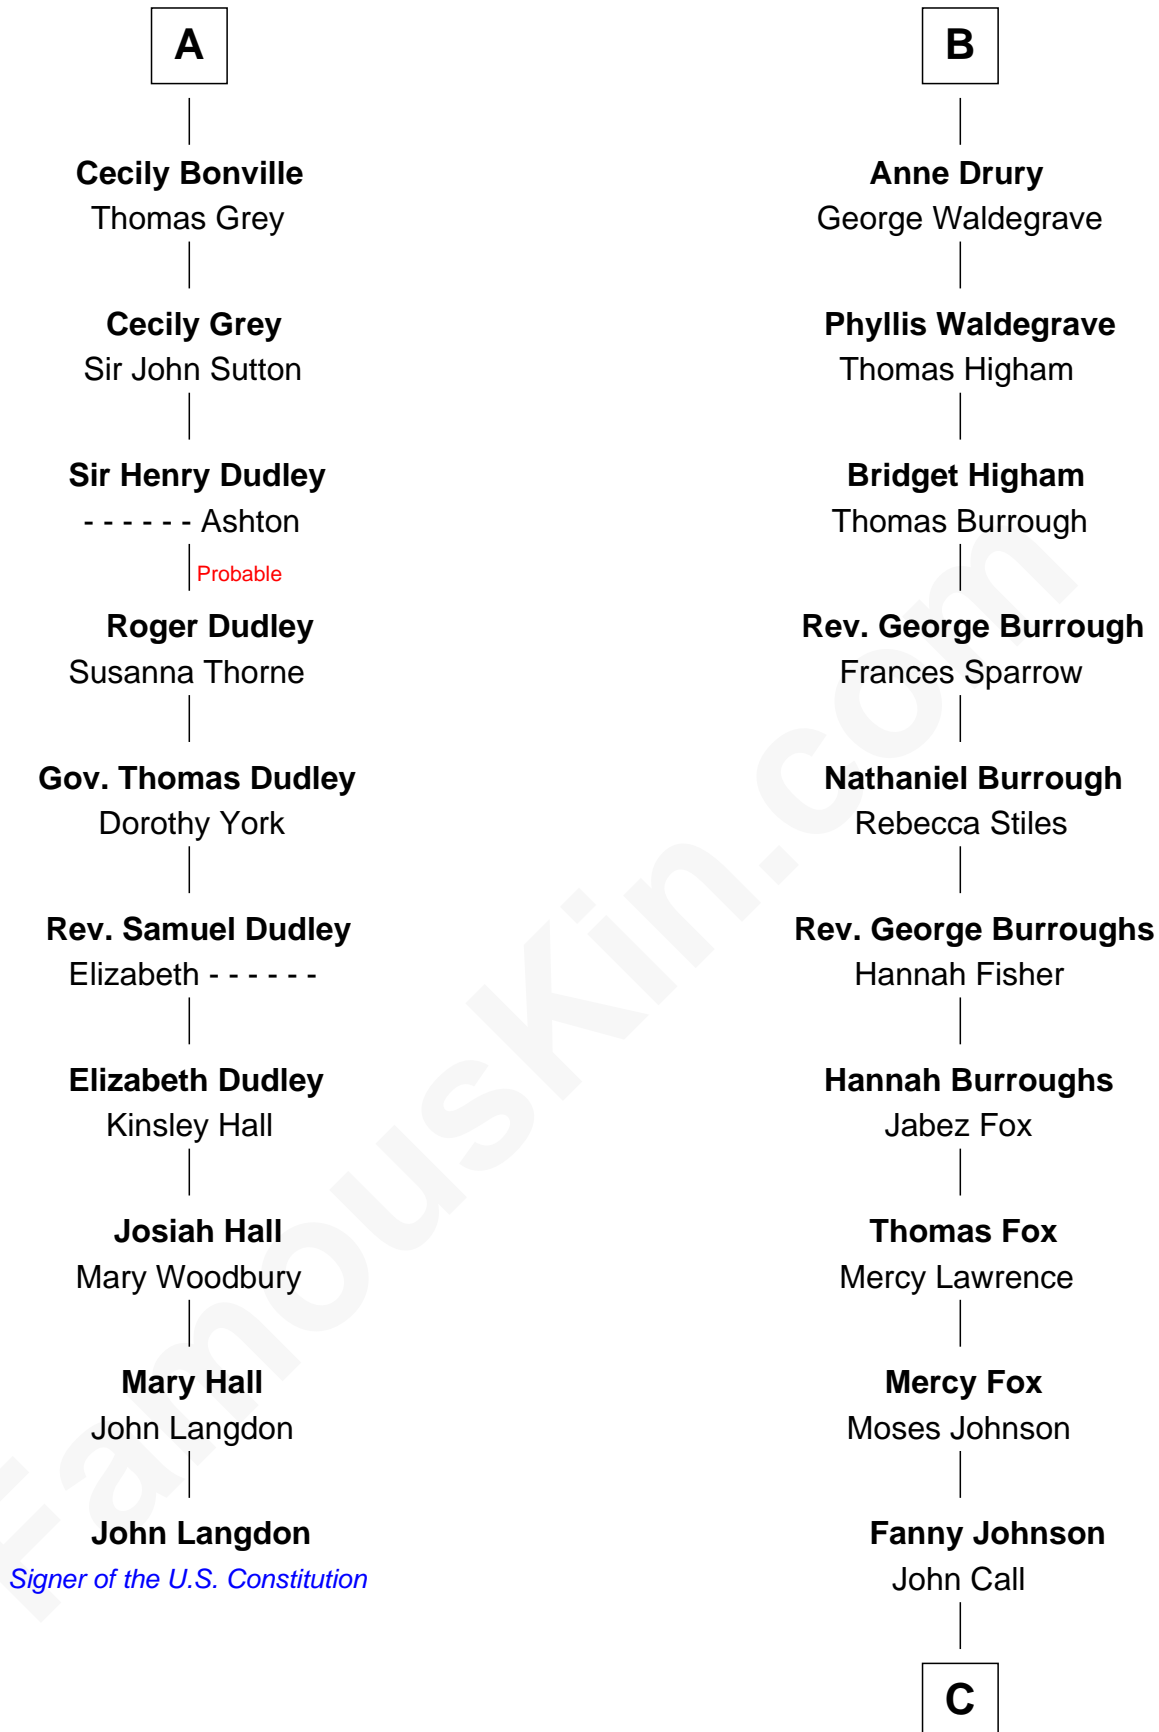 A
Cecily Bonville
Thomas Grey
Cecily Grey
Sir John Sutton
Sir Henry Dudley
- - - - - - Ashton
Probable
Roger Dudley
Susanna Thorne
Gov. Thomas Dudley
Dorothy York
Rev. Samuel Dudley
Elizabeth - - - - - -
Elizabeth Dudley
Kinsley Hall
Josiah Hall
Mary Woodbury
Mary Hall
John Langdon
John Langdon
Signer of the U.S. Constitution
B
Anne Drury
George Waldegrave
Phyllis Waldegrave
Thomas Higham
Bridget Higham
Thomas Burrough
Rev. George Burrough
Frances Sparrow
Nathaniel Burrough
Rebecca Stiles
Rev. George Burroughs
Hannah Fisher
Hannah Burroughs
Jabez Fox
Thomas Fox
Mercy Lawrence
Mercy Fox
Moses Johnson
Fanny Johnson
John Call
C
FamousKin.com